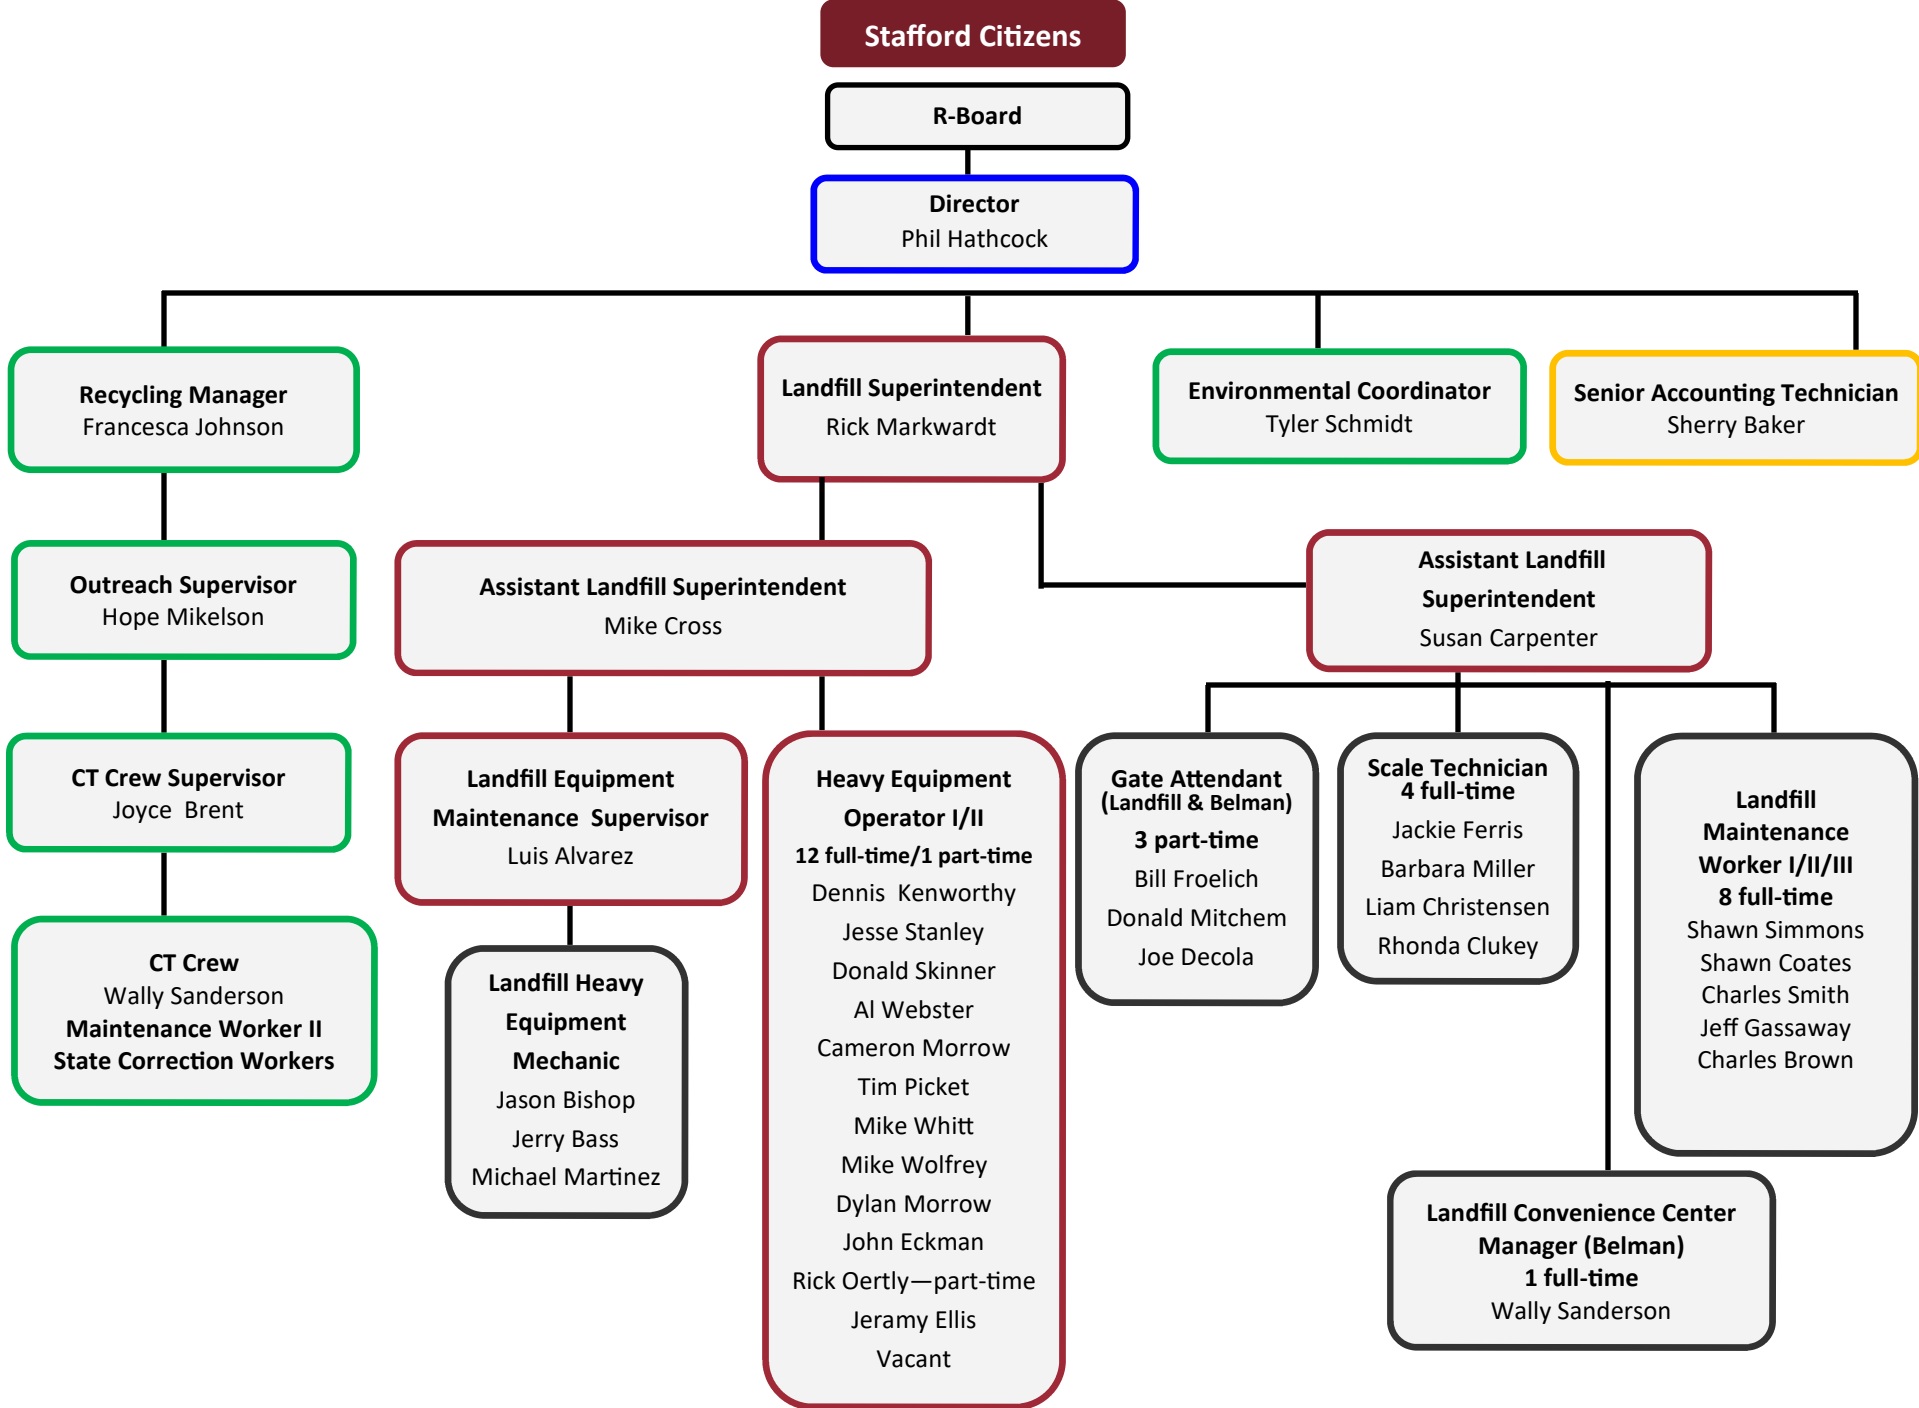 Stafford Citizens
R-Board
Director
Phil Hathcock
Recycling Manager
Francesca Johnson
Landfill Superintendent
Rick Markwardt
Environmental Coordinator
Tyler Schmidt
Senior Accounting Technician
Sherry Baker
Outreach Supervisor
Hope Mikelson
Assistant Landfill Superintendent
Mike Cross
Assistant Landfill
Superintendent
Susan Carpenter
CT Crew Supervisor
Joyce  Brent
Landfill Equipment
Maintenance  Supervisor
Luis Alvarez
Heavy Equipment
Operator I/II
12 full-time/1 part-time
Dennis  Kenworthy
Jesse Stanley
Donald Skinner
Al Webster
Cameron Morrow
Tim Picket
Mike Whitt
Mike Wolfrey
Dylan Morrow
John Eckman
Rick Oertly—part-time
Jeramy Ellis
Vacant
Gate Attendant
(Landfill & Belman)
3 part-time
Bill Froelich
Donald Mitchem
Joe Decola
Scale Technician
4 full-time
Jackie Ferris
Barbara Miller
Liam Christensen
Rhonda Clukey
Landfill
Maintenance
Worker I/II/III
8 full-time
Shawn Simmons
Shawn Coates
Charles Smith
Jeff Gassaway
Charles Brown
CT Crew
Wally Sanderson
Maintenance Worker II
State Correction Workers
Landfill Heavy
Equipment
Mechanic
Jason Bishop
Jerry Bass
Michael Martinez
Landfill Convenience Center
Manager (Belman)
1 full-time
Wally Sanderson